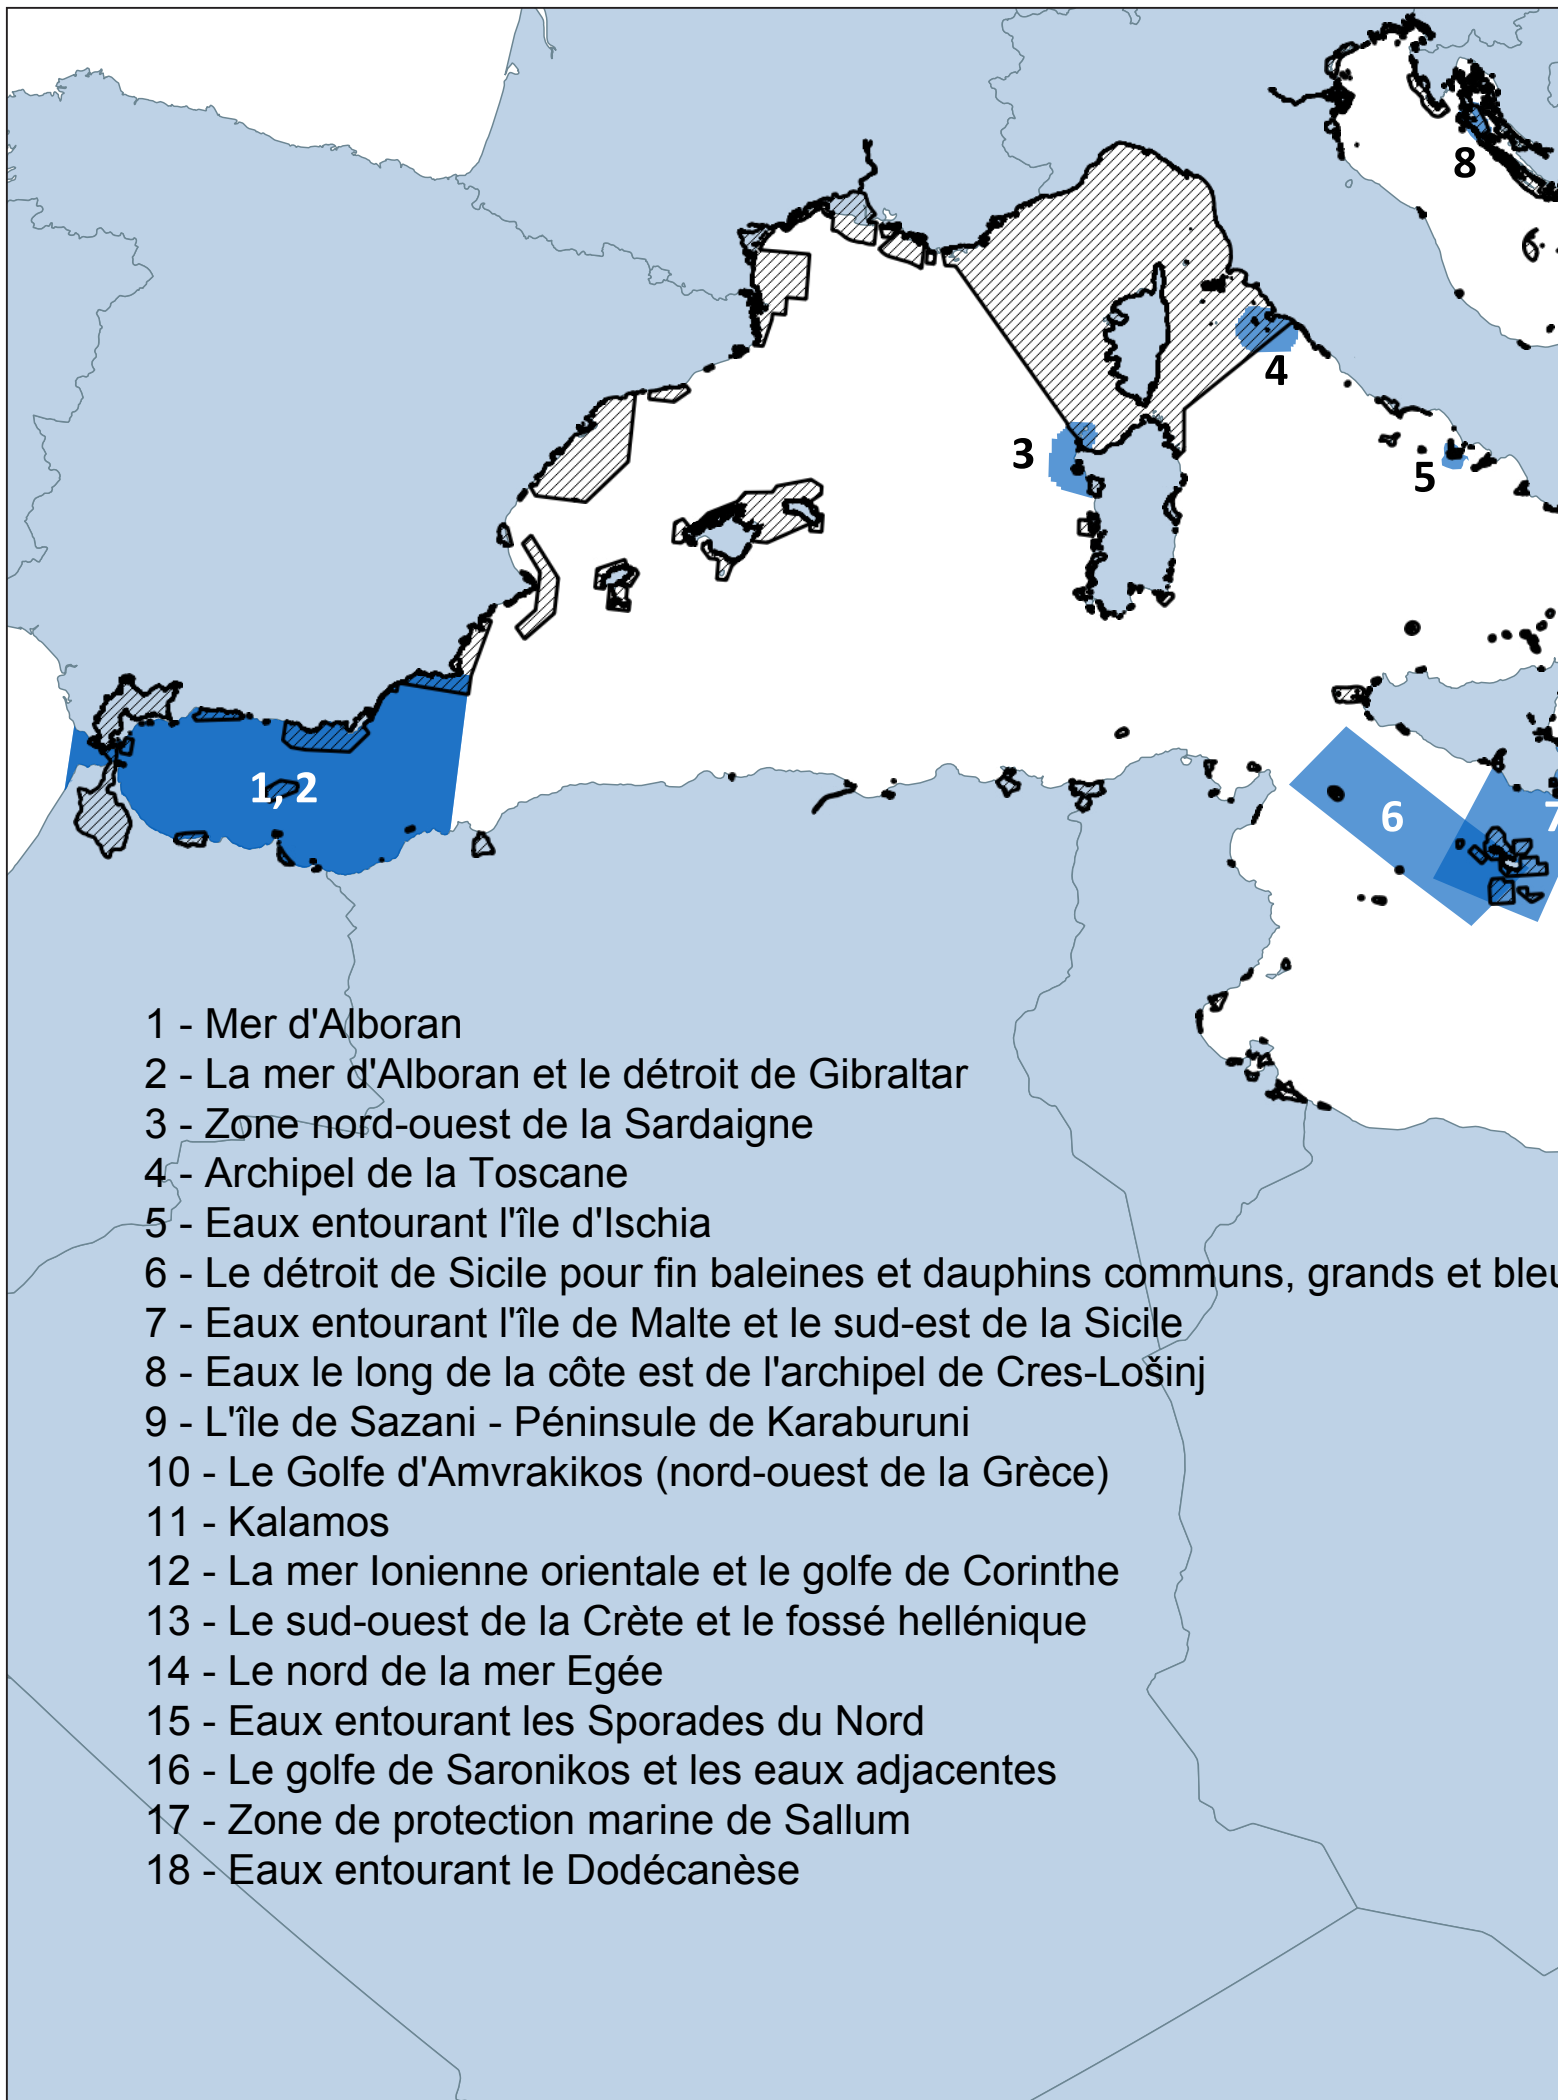 8
4
3
5
1, 2
6
7
1 - Mer d'Alboran
2 - La mer d'Alboran et le détroit de Gibraltar
3 - Zone nord-ouest de la Sardaigne
4 - Archipel de la Toscane
5 - Eaux entourant l'île d'Ischia
6 - Le détroit de Sicile pour fin baleines et dauphins communs, grands et bleu
7 - Eaux entourant l'île de Malte et le sud-est de la Sicile
8 - Eaux le long de la côte est de l'archipel de Cres-Lošinj
9 - L'île de Sazani - Péninsule de Karaburuni
10 - Le Golfe d'Amvrakikos (nord-ouest de la Grèce)
11 - Kalamos
12 - La mer Ionienne orientale et le golfe de Corinthe
13 - Le sud-ouest de la Crète et le fossé hellénique
14 - Le nord de la mer Egée
15 - Eaux entourant les Sporades du Nord
16 - Le golfe de Saronikos et les eaux adjacentes
17 - Zone de protection marine de Sallum
18 - Eaux entourant le Dodécanèse